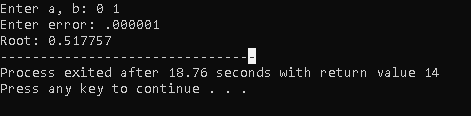 Enter a, b: 0 1
Enter error: .000001
Root: 0.517757
--------------------------------
Process exited after 18.76 seconds with return value 14
Press any key to continue . . .